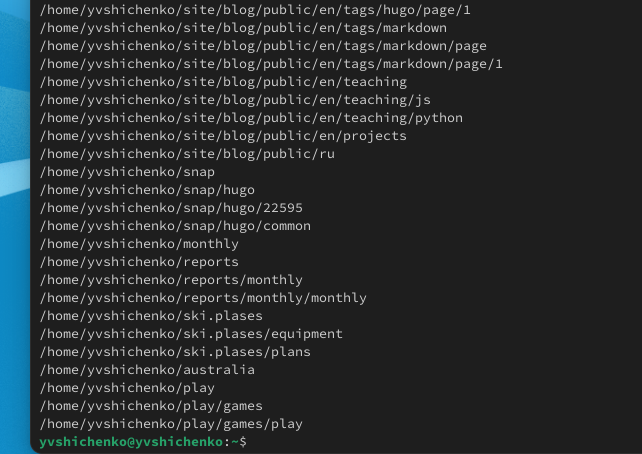 /home/yvshichenko/site/blog/public/en/tags/hugo/page/1
/home/yvshichenko/site/blog/public/en/tags/markdown
/home/yvshichenko/site/blog/public/en/tags/markdown/page
/home/yvshichenko/site/blog/public/en/tags/markdown/page/1
/home/yvshichenko/site/blog/public/en/teaching
/home/yvshichenko/site/blog/public/en/teaching/js
/home/yvshichenko/site/blog/public/en/teaching/python
/home/yvshichenko/site/blog/public/en/projects
/home/yvshichenko/site/blog/public/ru
/home/yvshichenko/snap
/home/yvshichenko/snap/hugo
/home/yvshichenko/snap/hugo/22595
/home/yvshichenko/snap/hugo/common
/home/yvshichenko/monthly
/home/yvshichenko/reports
/home/yvshichenko/reports/monthly
/home/yvshichenko/reports/monthly/monthly
/home/yvshichenko/ski.plases
/home/yvshichenko/ski.plases/equipment
/home/yvshichenko/ski.plases/plans
/home/yvshichenko/australia
/home/yvshichenko/play
/home/yvshichenko/play/games
/home/yvshichenko/play/games/play
yvshichenko@yvshichenko:~$